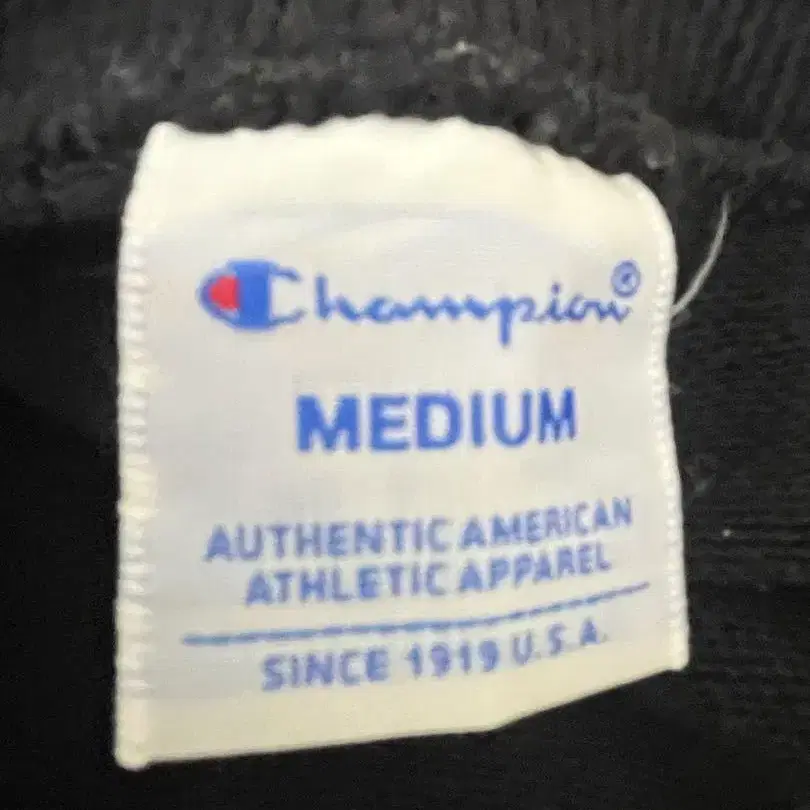 Champion®
MEDIUM
AUTHENTIC AMERICAN
ATHLETIC APPAREL
SINCE 1919 U.S.A.